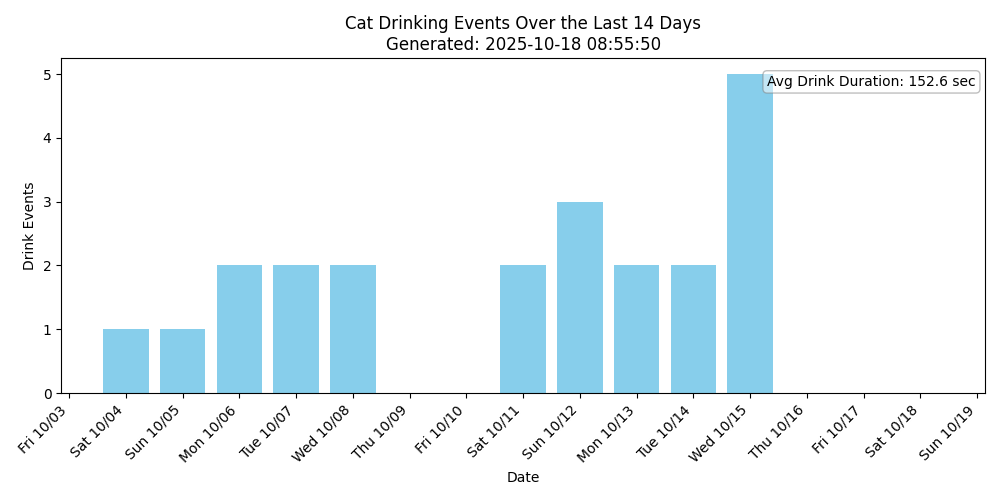 Cat Drinking Events Over the Last 14 Days
Generated: 2025-10-18 08:55:50
Avg Drink Duration: 152.6 sec
Drink Events
5
4
3
2
1
0
Fri 10/03
Sat 10/04
Sun 10/05
Mon 10/06
Tue 10/07
Wed 10/08
Thu 10/09
Fri 10/10
Sat 10/11
Sun 10/12
Mon 10/13
Tue 10/14
Wed 10/15
Thu 10/16
Fri 10/17
Sat 10/18
Sun 10/19
Date